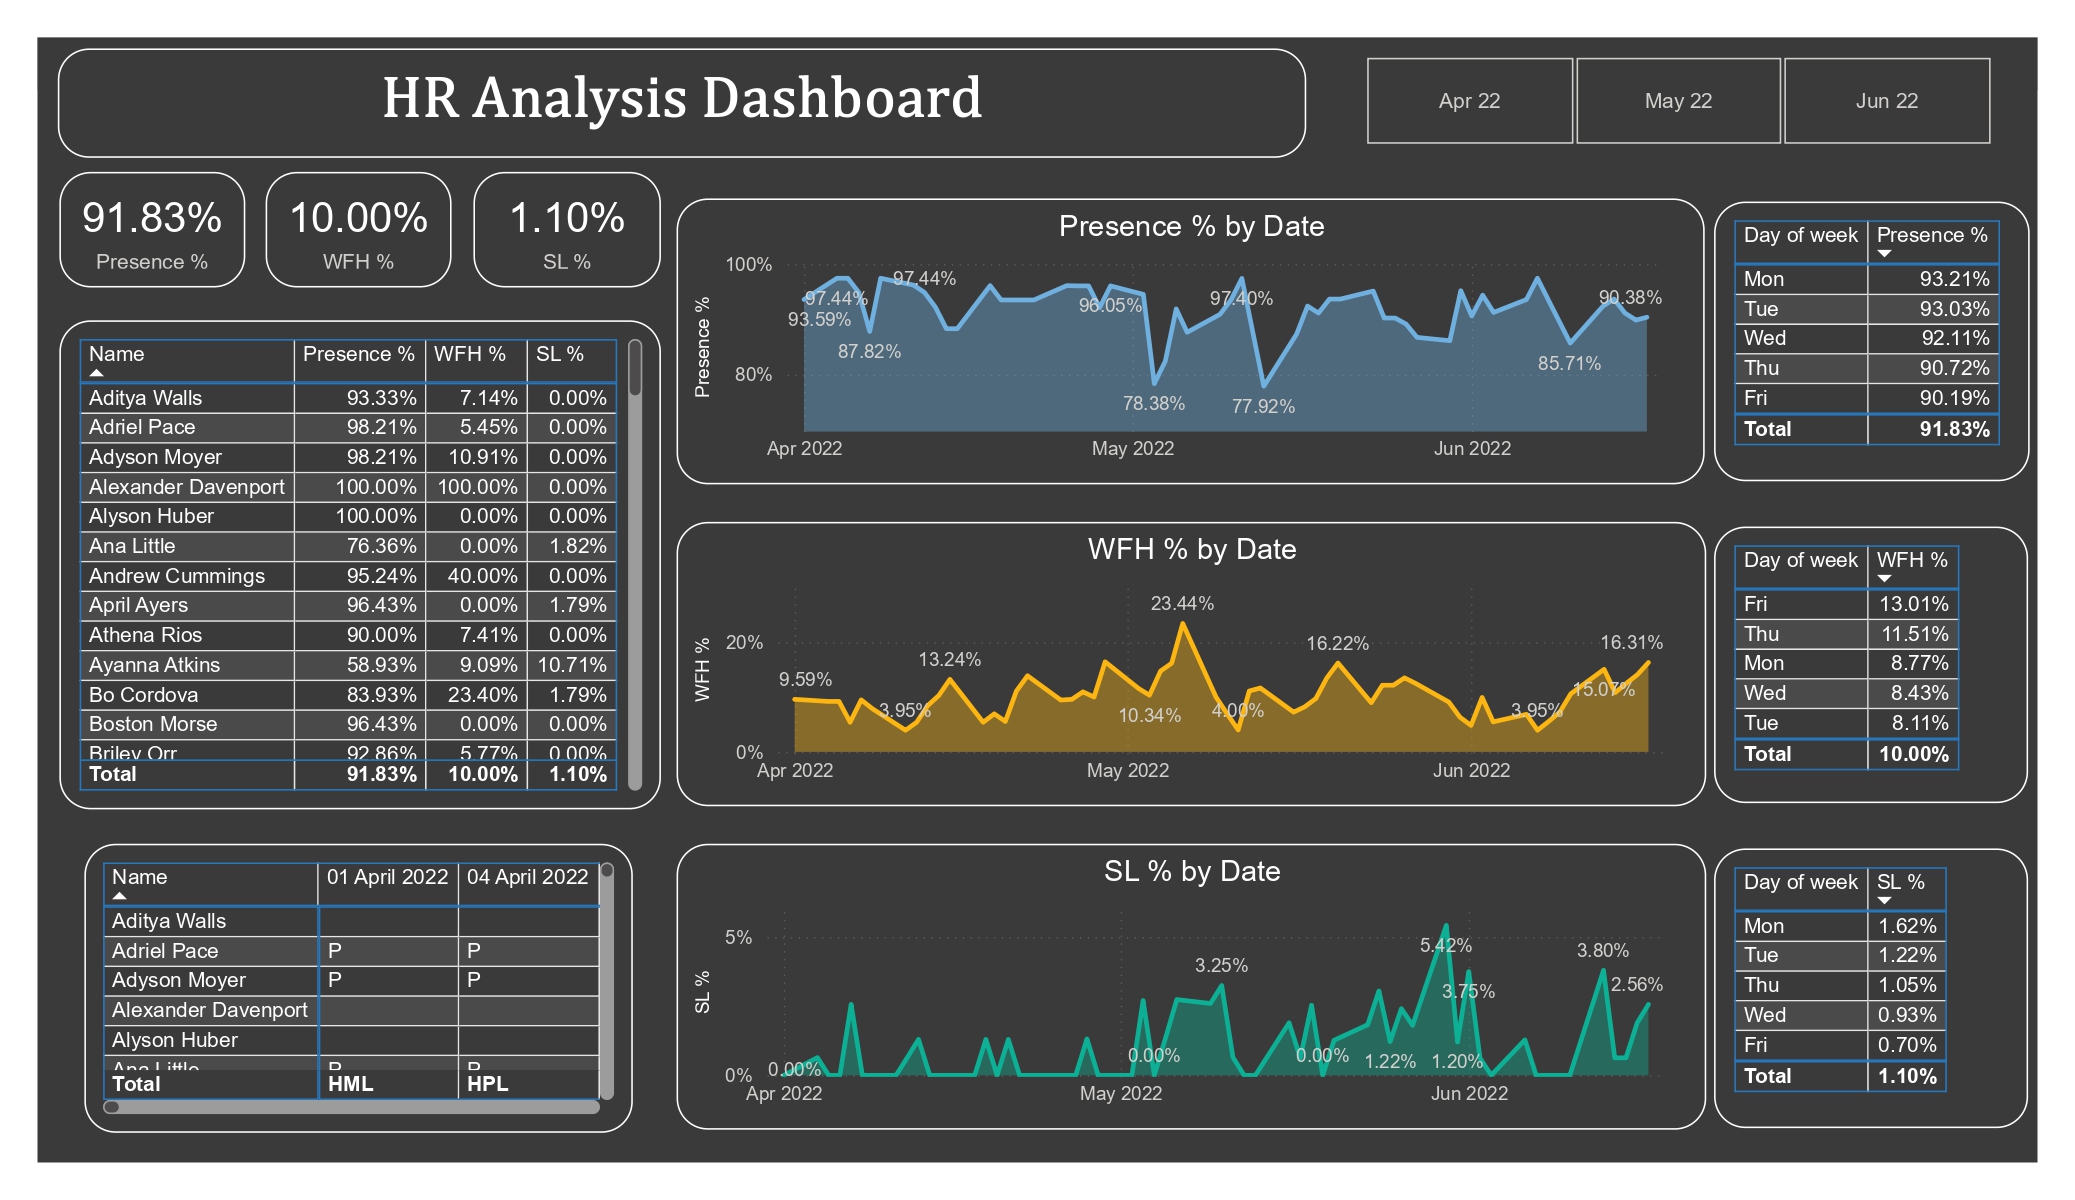 HR Analysis Dashboard
Apr 22
May 22
Jun 22
91.83%
Presence %
10.00%
WFH %
1.10%
SL %
Name Presence % WFH % SL %
Aditya Walls 93.33% 7.14% 0.00%
Adriel Pace 98.21% 5.45% 0.00%
Adyson Moyer 98.21% 10.91% 0.00%
Alexander Davenport 100.00% 100.00% 0.00%
Alyson Huber 100.00% 0.00% 0.00%
Ana Little 76.36% 0.00% 1.82%
Andrew Cummings 95.24% 40.00% 0.00%
April Ayers 96.43% 0.00% 1.79%
Athena Rios 90.00% 7.41% 0.00%
Ayanna Atkins 58.93% 9.09% 10.71%
Bo Cordova 83.93% 23.40% 1.79%
Boston Morse 96.43% 0.00% 0.00%
Briley Orr 92.86% 5.77% 0.00%
Total 91.83% 10.00% 1.10%
Name 01 April 2022 04 April 2022
Aditya Walls
Adriel Pace P P
Adyson Moyer P P
Alexander Davenport
Alyson Huber
Ana Little P P
Total HML HPL
Presence % by Date
Presence %
100%
80%
97.44%
93.59%
87.82%
97.44%
96.05%
78.38%
97.40%
77.92%
85.71%
90.38%
Apr 2022
May 2022
Jun 2022
Day of week Presence %
Mon 93.21%
Tue 93.03%
Wed 92.11%
Thu 90.72%
Fri 90.19%
Total 91.83%
WFH % by Date
WFH %
20%
0%
9.59%
3.95%
13.24%
10.34%
23.44%
4.00%
16.22%
3.95%
15.07%
16.31%
Apr 2022
May 2022
Jun 2022
Day of week WFH %
Fri 13.01%
Thu 11.51%
Mon 8.77%
Wed 8.43%
Tue 8.11%
Total 10.00%
SL % by Date
SL %
5%
0%
0.00%
0.00%
3.25%
0.00%
1.22%
5.42%
1.20%
3.75%
3.80%
2.56%
Apr 2022
May 2022
Jun 2022
Day of week SL %
Mon 1.62%
Tue 1.22%
Thu 1.05%
Wed 0.93%
Fri 0.70%
Total 1.10%